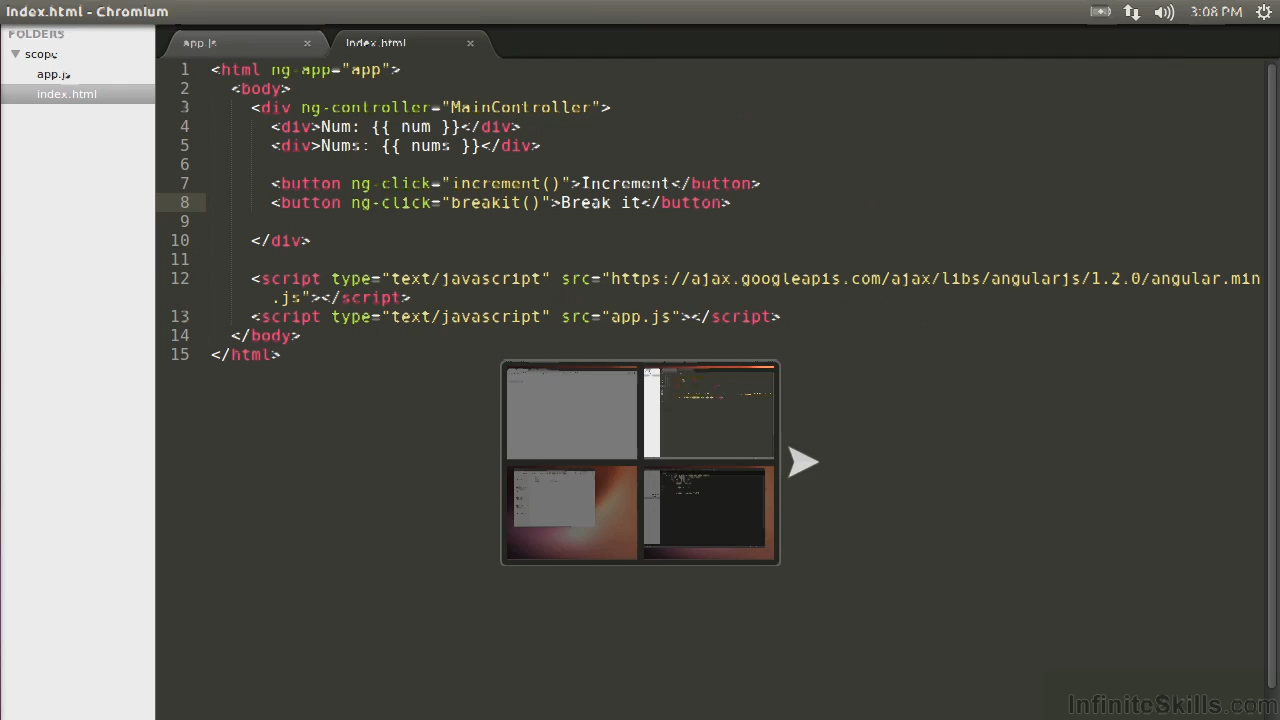 index.html - Chromium
3:08 PM
FOLDERS
scope
app.js
index.html
app.js ×
index.html ×
1 <html ng-app="app">
2 <body>
3 <div ng-controller="MainController">
4 <div>Num: {{ num }}</div>
5 <div>Nums: {{ nums }}</div>
6
7 <button ng-click="increment()">Increment</button>
8 <button ng-click="breakit()">Break it</button>
9
10 </div>
11
12 <script type="text/javascript" src="https://ajax.googleapis.com/ajax/libs/angularjs/1.2.0/angular.min
.js"></script>
13 <script type="text/javascript" src="app.js"></script>
14 </body>
15 </html>
InfiniteSkills.com